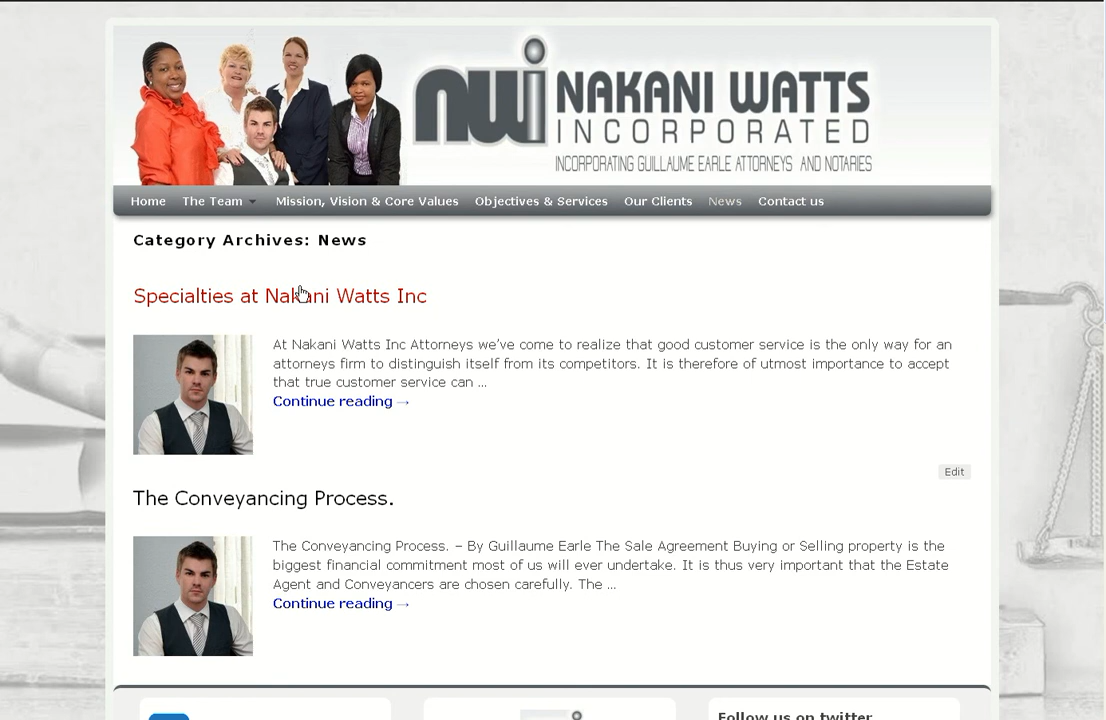 nwi NAKANI WATTS
INCORPORATED
INCORPORATING GUILLAUME EARLE ATTORNEYS AND NOTARIES
Home The Team Mission, Vision & Core Values Objectives & Services Our Clients News Contact us
Category Archives: News
Specialties at Nakani Watts Inc
At Nakani Watts Inc Attorneys we've come to realize that good customer service is the only way for an
attorneys firm to distinguish itself from its competitors. It is therefore of utmost importance to accept
that true customer service can ...
Continue reading →
Edit
The Conveyancing Process.
The Conveyancing Process. – By Guillaume Earle The Sale Agreement Buying or Selling property is the
biggest financial commitment most of us will ever undertake. It is thus very important that the Estate
Agent and Conveyancers are chosen carefully. The ...
Continue reading →
Follow us on twitter